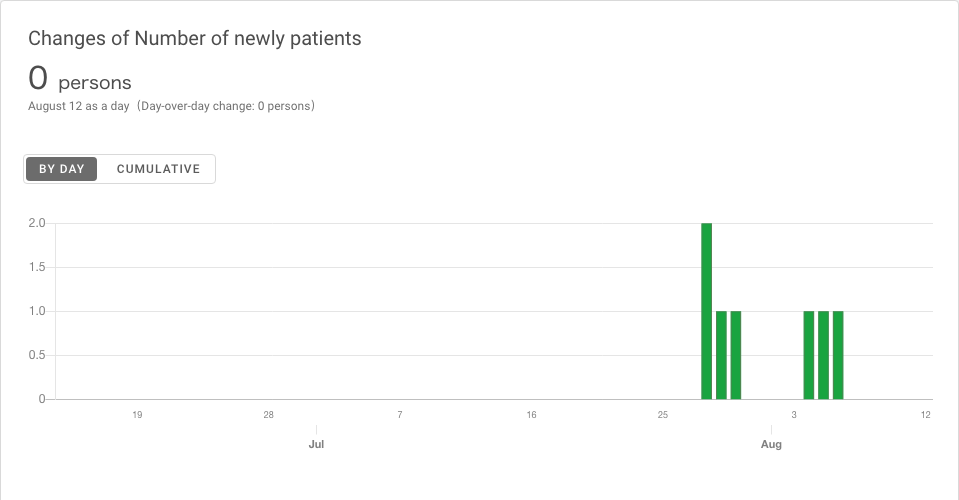 Changes of Number of newly patients
0 persons
August 12 as a day（Day-over-day change: 0 persons）
BY DAY CUMULATIVE
2.0
1.5
1.0
0.5
0
19 28 7 16 25 3 12
Jul Aug